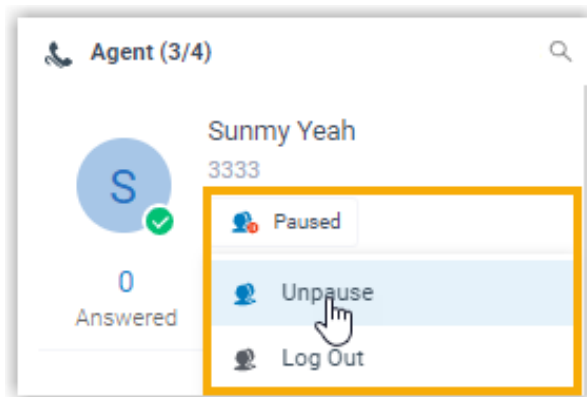 Agent (3/4)
Sunmy Yeah
3333
S
Paused
0
Unpause
Answered
Log Out